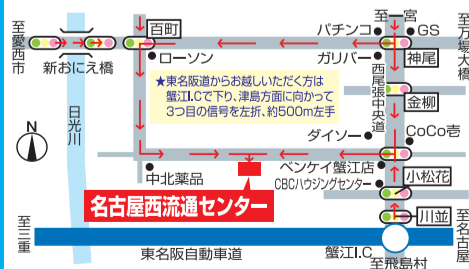 至一宮
パチンコ
GS
至万場大橋
至愛西市
百町
ガリバー
神尾
新おにえ橋
ローソン
西尾張中央道
★東名阪道からお越しいただく方は
蟹江I.Cで下り、津島方面に向かって
3つ目の信号を左折、約500m左手
金柳
日光川
N
ダイソー
CoCo壱
ベンケイ蟹江店
中北薬品
CBCハウジングセンター
小松花
名古屋西流通センター
川並
至三重
東名阪自動車道
蟹江I.C
至名古屋
至飛島村